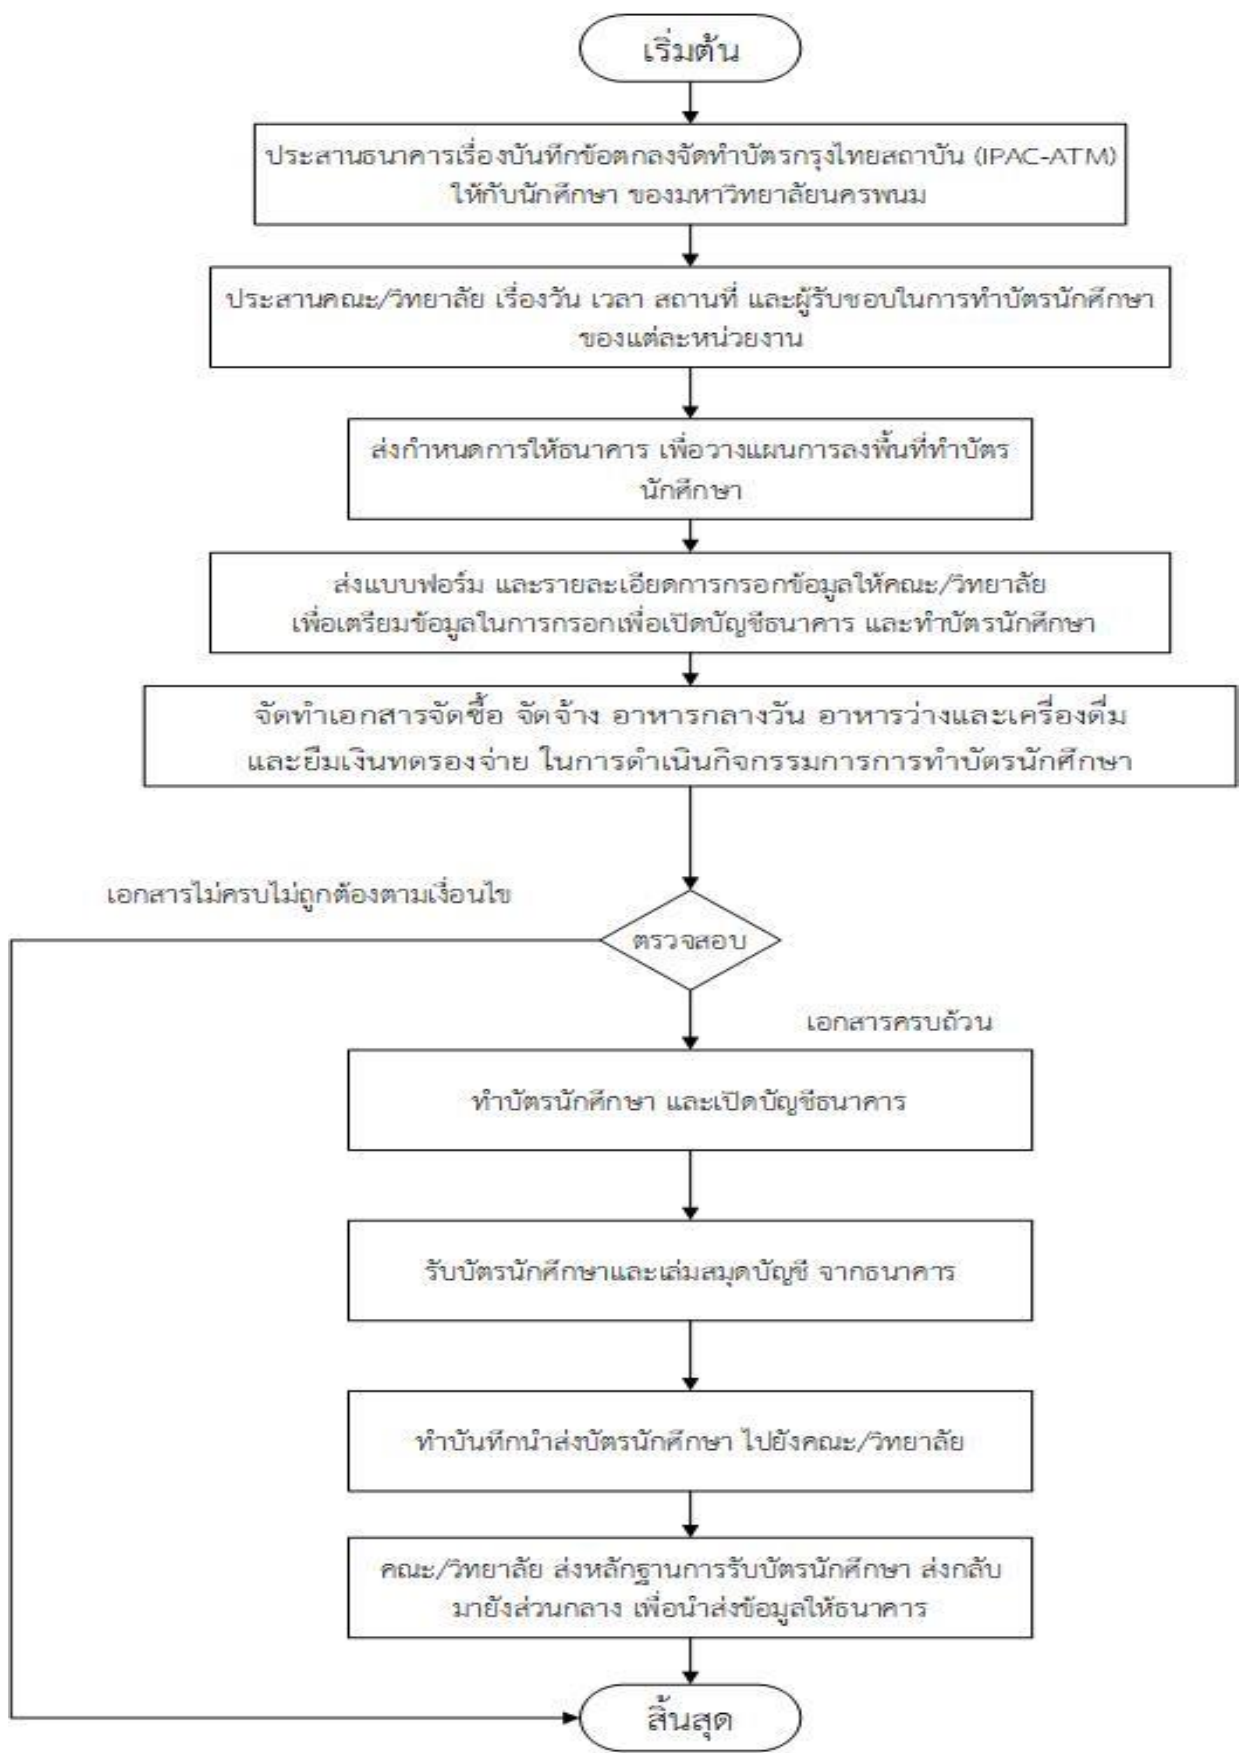 เริ่มต้น
ประสานธนาคารเรื่องบันทึกข้อตกลงจัดทำบัตรกรุงไทยสถาบัน (IPAC-ATM)
ให้กับนักศึกษา ของมหาวิทยาลัยนครพนม
ประสานคณะ/วิทยาลัย เรื่องวัน เวลา สถานที่ และผู้รับชอบในการทำบัตรนักศึกษา
ของแต่ละหน่วยงาน
ส่งกำหนดการให้ธนาคาร เพื่อวางแผนการลงพื้นที่ทำบัตร
นักศึกษา
ส่งแบบฟอร์ม และรายละเอียดการกรอกข้อมูลให้คณะ/วิทยาลัย
เพื่อเตรียมข้อมูลในการกรอกเพื่อเปิดบัญชีธนาคาร และทำบัตรนักศึกษา
จัดทำเอกสารจัดซื้อ จัดจ้าง อาหารกลางวัน อาหารว่างและเครื่องดื่ม
และยืมเงินทดรองจ่าย ในการดำเนินกิจกรรมการการทำบัตรนักศึกษา
เอกสารไม่ครบไม่ถูกต้องตามเงื่อนไข
ตรวจสอบ
เอกสารครบถ้วน
ทำบัตรนักศึกษา และเปิดบัญชีธนาคาร
รับบัตรนักศึกษาและเล่มสมุดบัญชี จากธนาคาร
ทำบันทึกนำส่งบัตรนักศึกษา ไปยังคณะ/วิทยาลัย
คณะ/วิทยาลัย ส่งหลักฐานการรับบัตรนักศึกษา ส่งกลับ
มายังส่วนกลาง เพื่อนำส่งข้อมูลให้ธนาคาร
สิ้นสุด